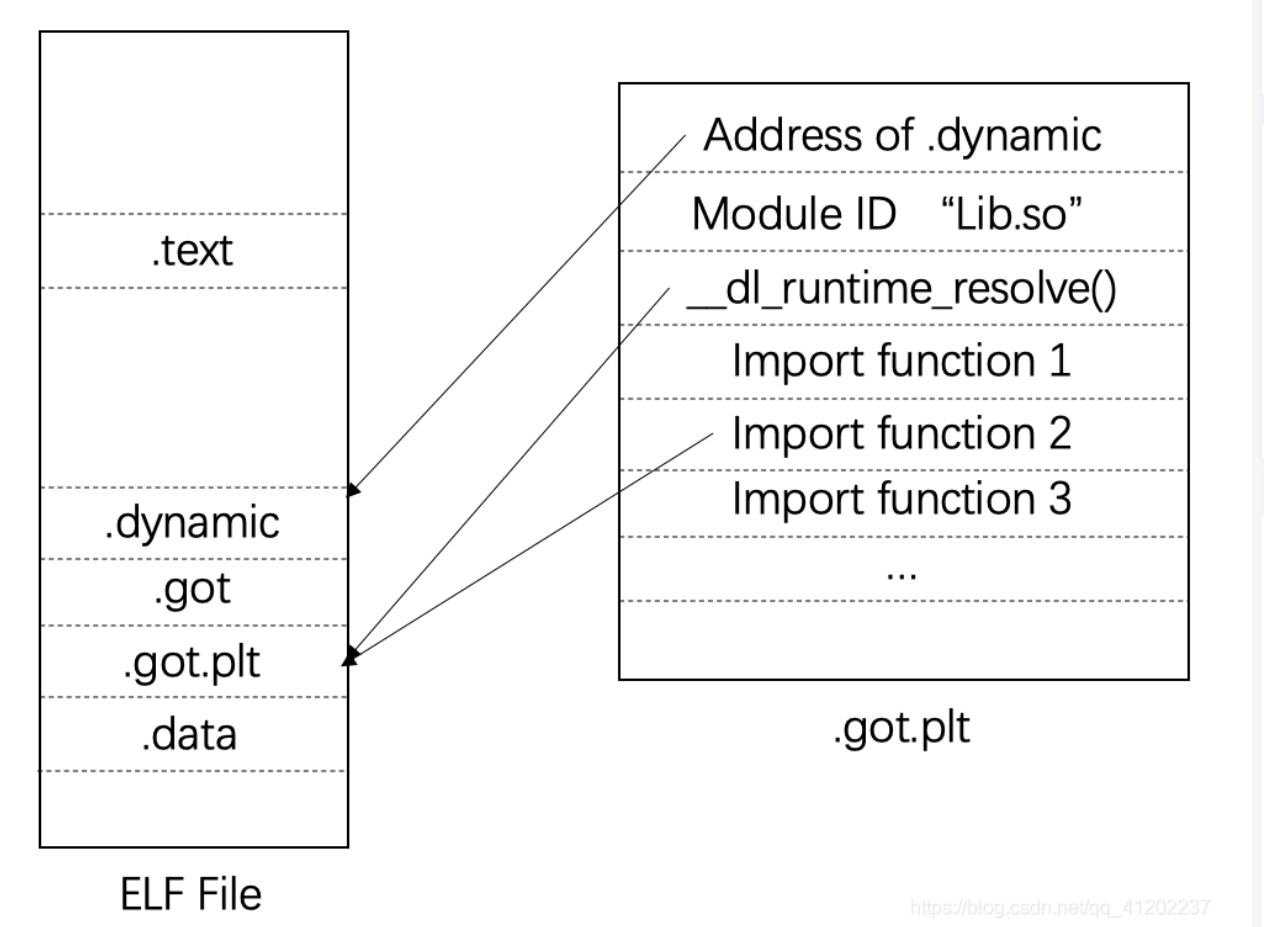 .text
.dynamic
.got
.got.plt
.data
ELF File
Address of .dynamic
Module ID “Lib.so”
__dl_runtime_resolve()
Import function 1
Import function 2
Import function 3
...
.got.plt
https://blog.csdn.net/qq_41202237